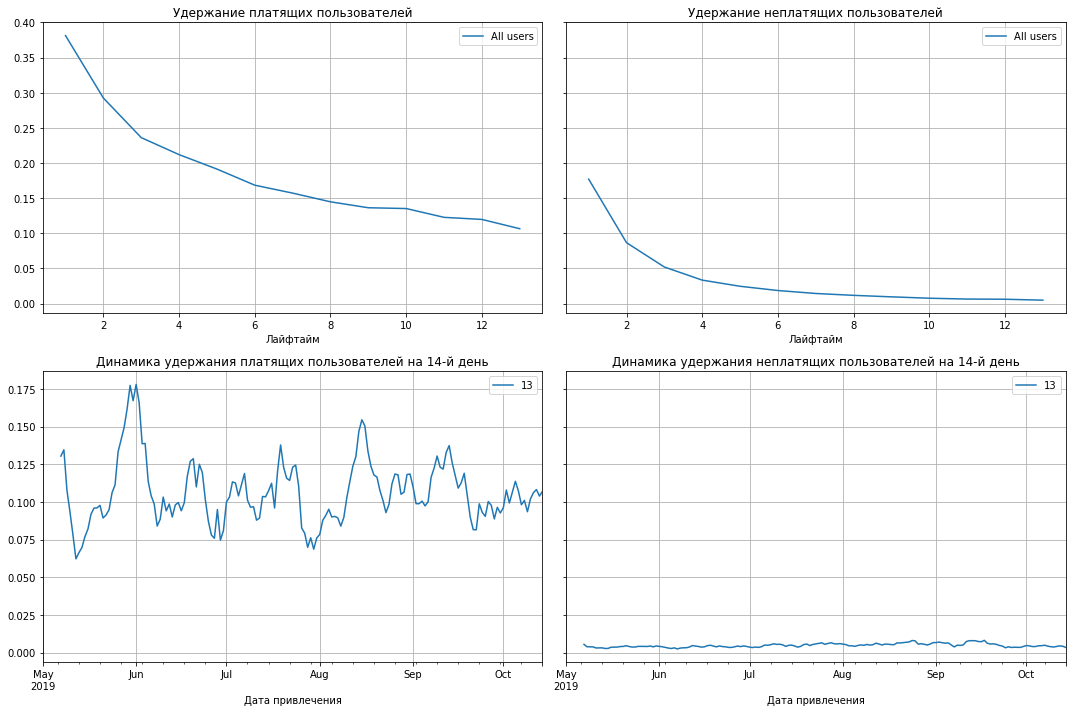 Удержание платящих пользователей
All users
0.40
0.35
0.30
0.25
0.20
0.15
0.10
0.05
0.00
2 4 6 8 10 12
Лайфтайм
Удержание неплатящих пользователей
All users
2 4 6 8 10 12
Лайфтайм
Динамика удержания платящих пользователей на 14-й день
13
0.175
0.150
0.125
0.100
0.075
0.050
0.025
0.000
May Jun Jul Aug Sep Oct
2019
Дата привлечения
Динамика удержания неплатящих пользователей на 14-й день
13
May Jun Jul Aug Sep Oct
2019
Дата привлечения